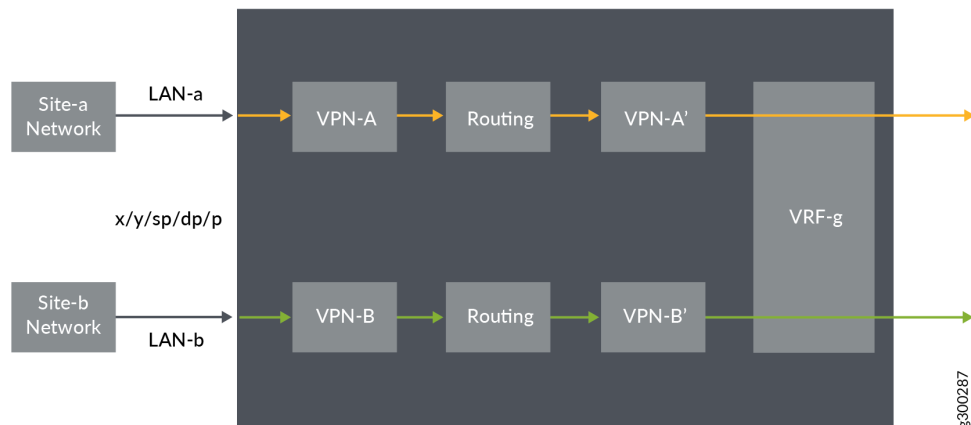 LAN-a
Site-a
Network
VPN-A
Routing
VPN-A’
x/y/sp/dp/p
VRF-g
Site-b
Network
VPN-B
Routing
VPN-B’
LAN-b
g300287